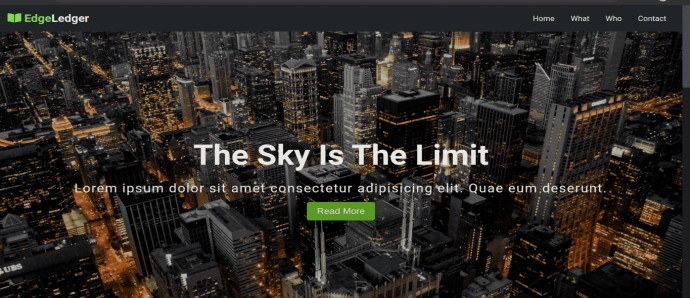 EdgeLedger
Home What Who Contact
The Sky Is The Limit
Lorem ipsum dolor sit amet consectetur adipisicing elit. Quae eum deserunt.
Read More
UBS